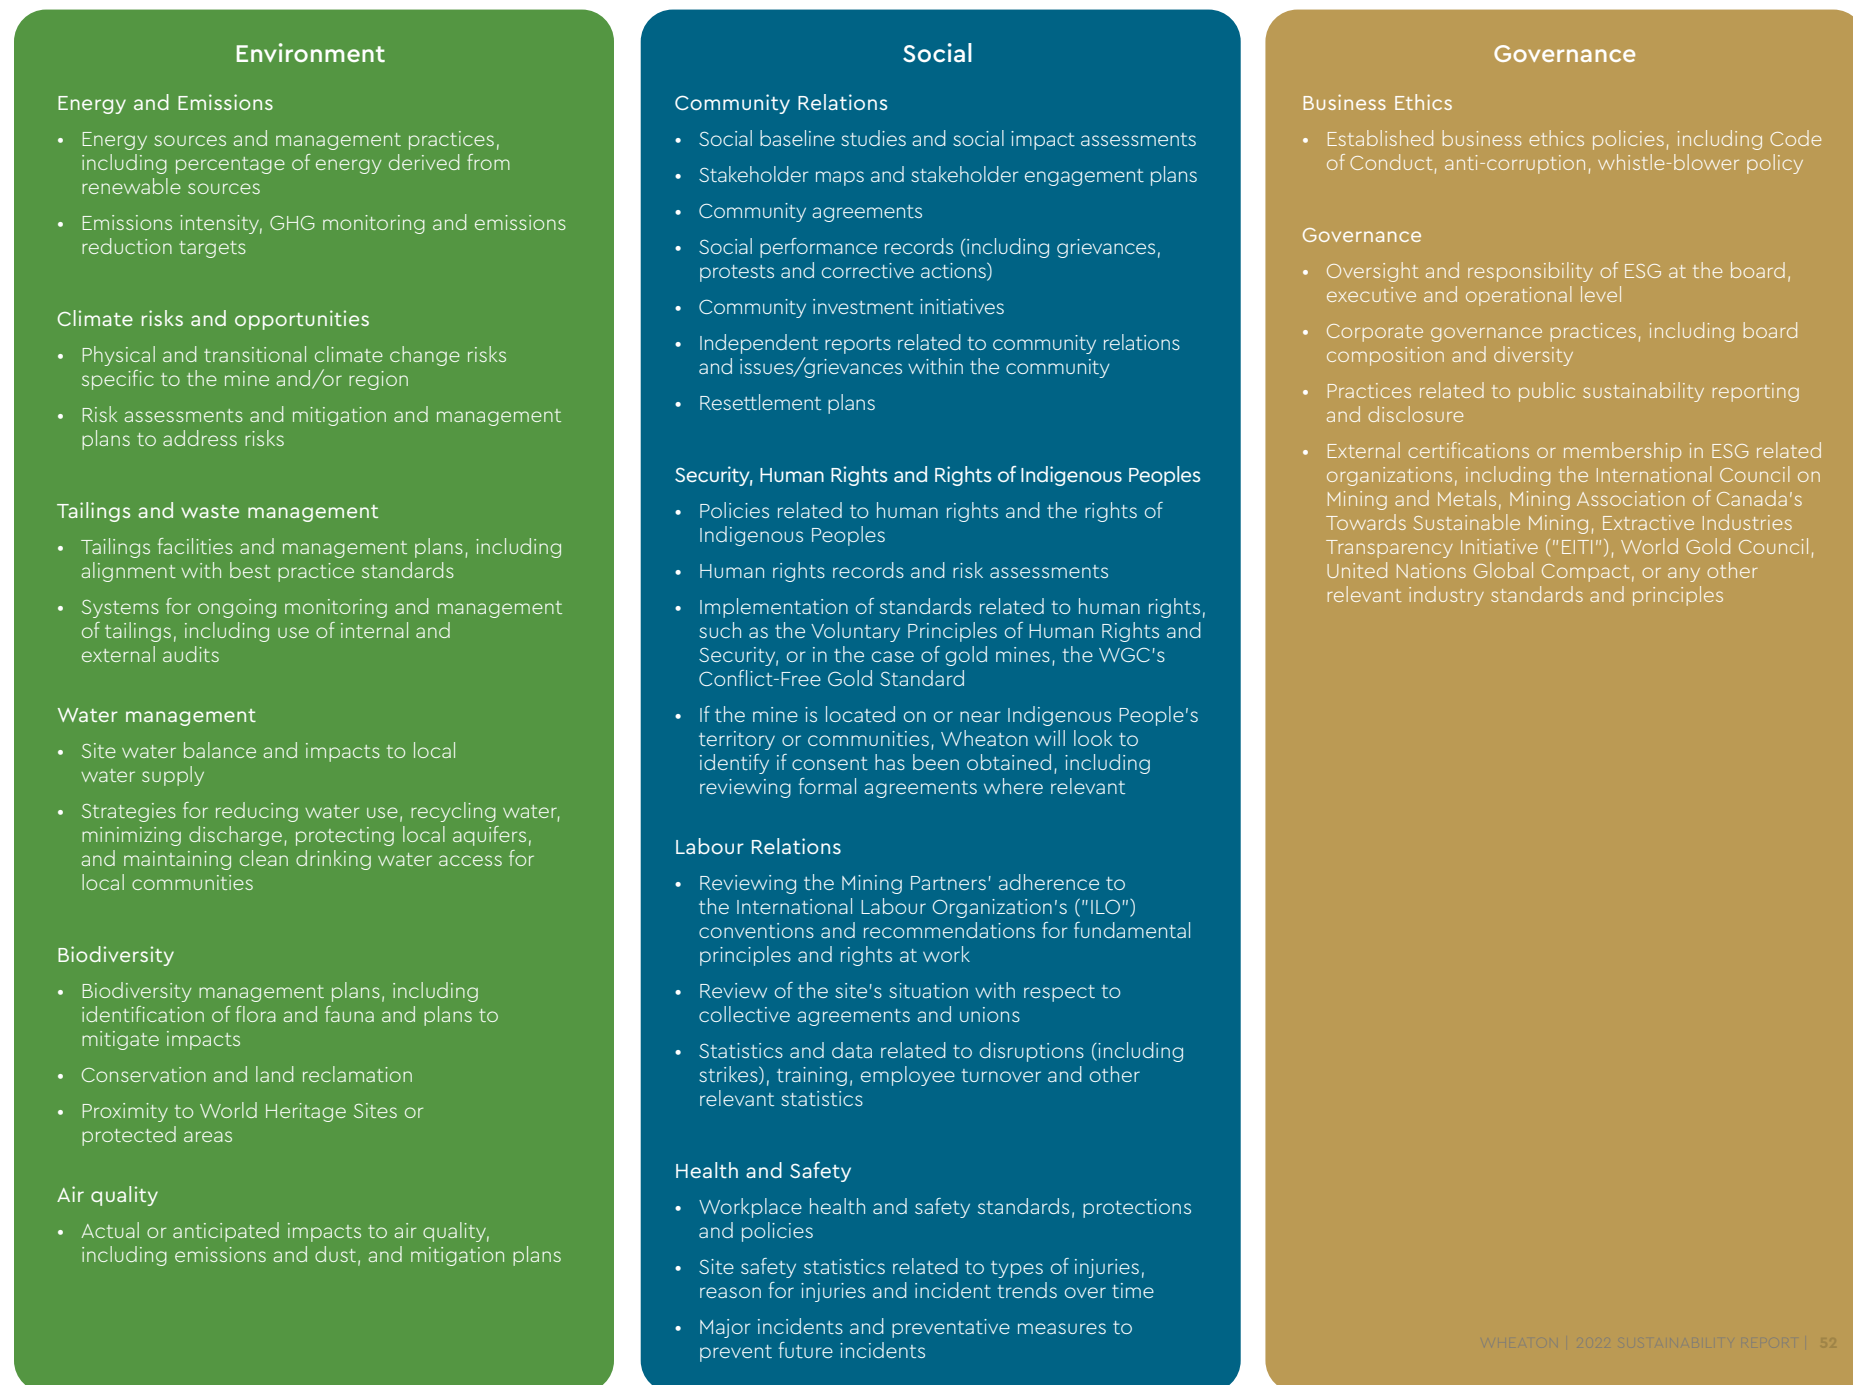 Environment
Energy and Emissions
• Energy sources and management practices,
including percentage of energy derived from
renewable sources
• Emissions intensity, GHG monitoring and emissions
reduction targets
Climate risks and opportunities
• Physical and transitional climate change risks
specific to the mine and/or region
• Risk assessments and mitigation and management
plans to address risks
Tailings and waste management
• Tailings facilities and management plans, including
alignment with best practice standards
• Systems for ongoing monitoring and management
of tailings, including use of internal and
external audits
Water management
• Site water balance and impacts to local
water supply
• Strategies for reducing water use, recycling water,
minimizing discharge, protecting local aquifers,
and maintaining clean drinking water access for
local communities
Biodiversity
• Biodiversity management plans, including
identification of flora and fauna and plans to
mitigate impacts
• Conservation and land reclamation
• Proximity to World Heritage Sites or
protected areas
Air quality
• Actual or anticipated impacts to air quality,
including emissions and dust, and mitigation plans
Social
Community Relations
• Social baseline studies and social impact assessments
• Stakeholder maps and stakeholder engagement plans
• Community agreements
• Social performance records (including grievances,
protests and corrective actions)
• Community investment initiatives
• Independent reports related to community relations
and issues/grievances within the community
• Resettlement plans
Security, Human Rights and Rights of Indigenous Peoples
• Policies related to human rights and the rights of
Indigenous Peoples
• Human rights records and risk assessments
• Implementation of standards related to human rights,
such as the Voluntary Principles of Human Rights and
Security, or in the case of gold mines, the WGC's
Conflict-Free Gold Standard
• If the mine is located on or near Indigenous People's
territory or communities, Wheaton will look to
identify if consent has been obtained, including
reviewing formal agreements where relevant
Labour Relations
• Reviewing the Mining Partners' adherence to
the International Labour Organization's ("ILO")
conventions and recommendations for fundamental
principles and rights at work
• Review of the site's situation with respect to
collective agreements and unions
• Statistics and data related to disruptions (including
strikes), training, employee turnover and other
relevant statistics
Health and Safety
• Workplace health and safety standards, protections
and policies
• Site safety statistics related to types of injuries,
reason for injuries and incident trends over time
• Major incidents and preventative measures to
prevent future incidents
Governance
Business Ethics
• Established business ethics policies, including Code
of Conduct, anti-corruption, whistle-blower policy
Governance
• Oversight and responsibility of ESG at the board,
executive and operational level
• Corporate governance practices, including board
composition and diversity
• Practices related to public sustainability reporting
and disclosure
• External certifications or membership in ESG related
organizations, including the International Council on
Mining and Metals, Mining Association of Canada's
Towards Sustainable Mining, Extractive Industries
Transparency Initiative ("EITI"), World Gold Council,
United Nations Global Compact, or any other
relevant industry standards and principles
WHEATON | 2022 SUSTAINABILITY REPORT | 52